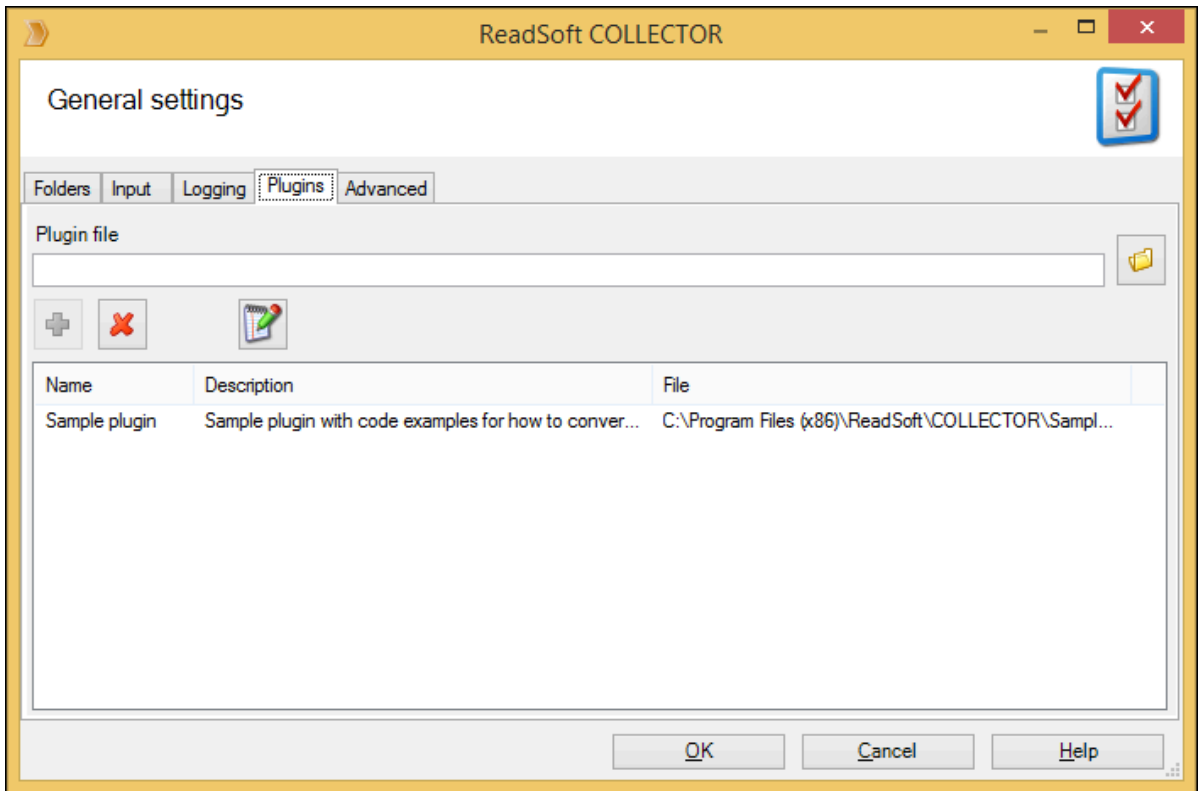 ReadSoft COLLECTOR
General settings
Folders Input Logging Plugins Advanced
Plugin file
Name Description File
Sample plugin Sample plugin with code examples for how to conver... C:\Program Files (x86)\ReadSoft\COLLECTOR\Sampl...
OK Cancel Help